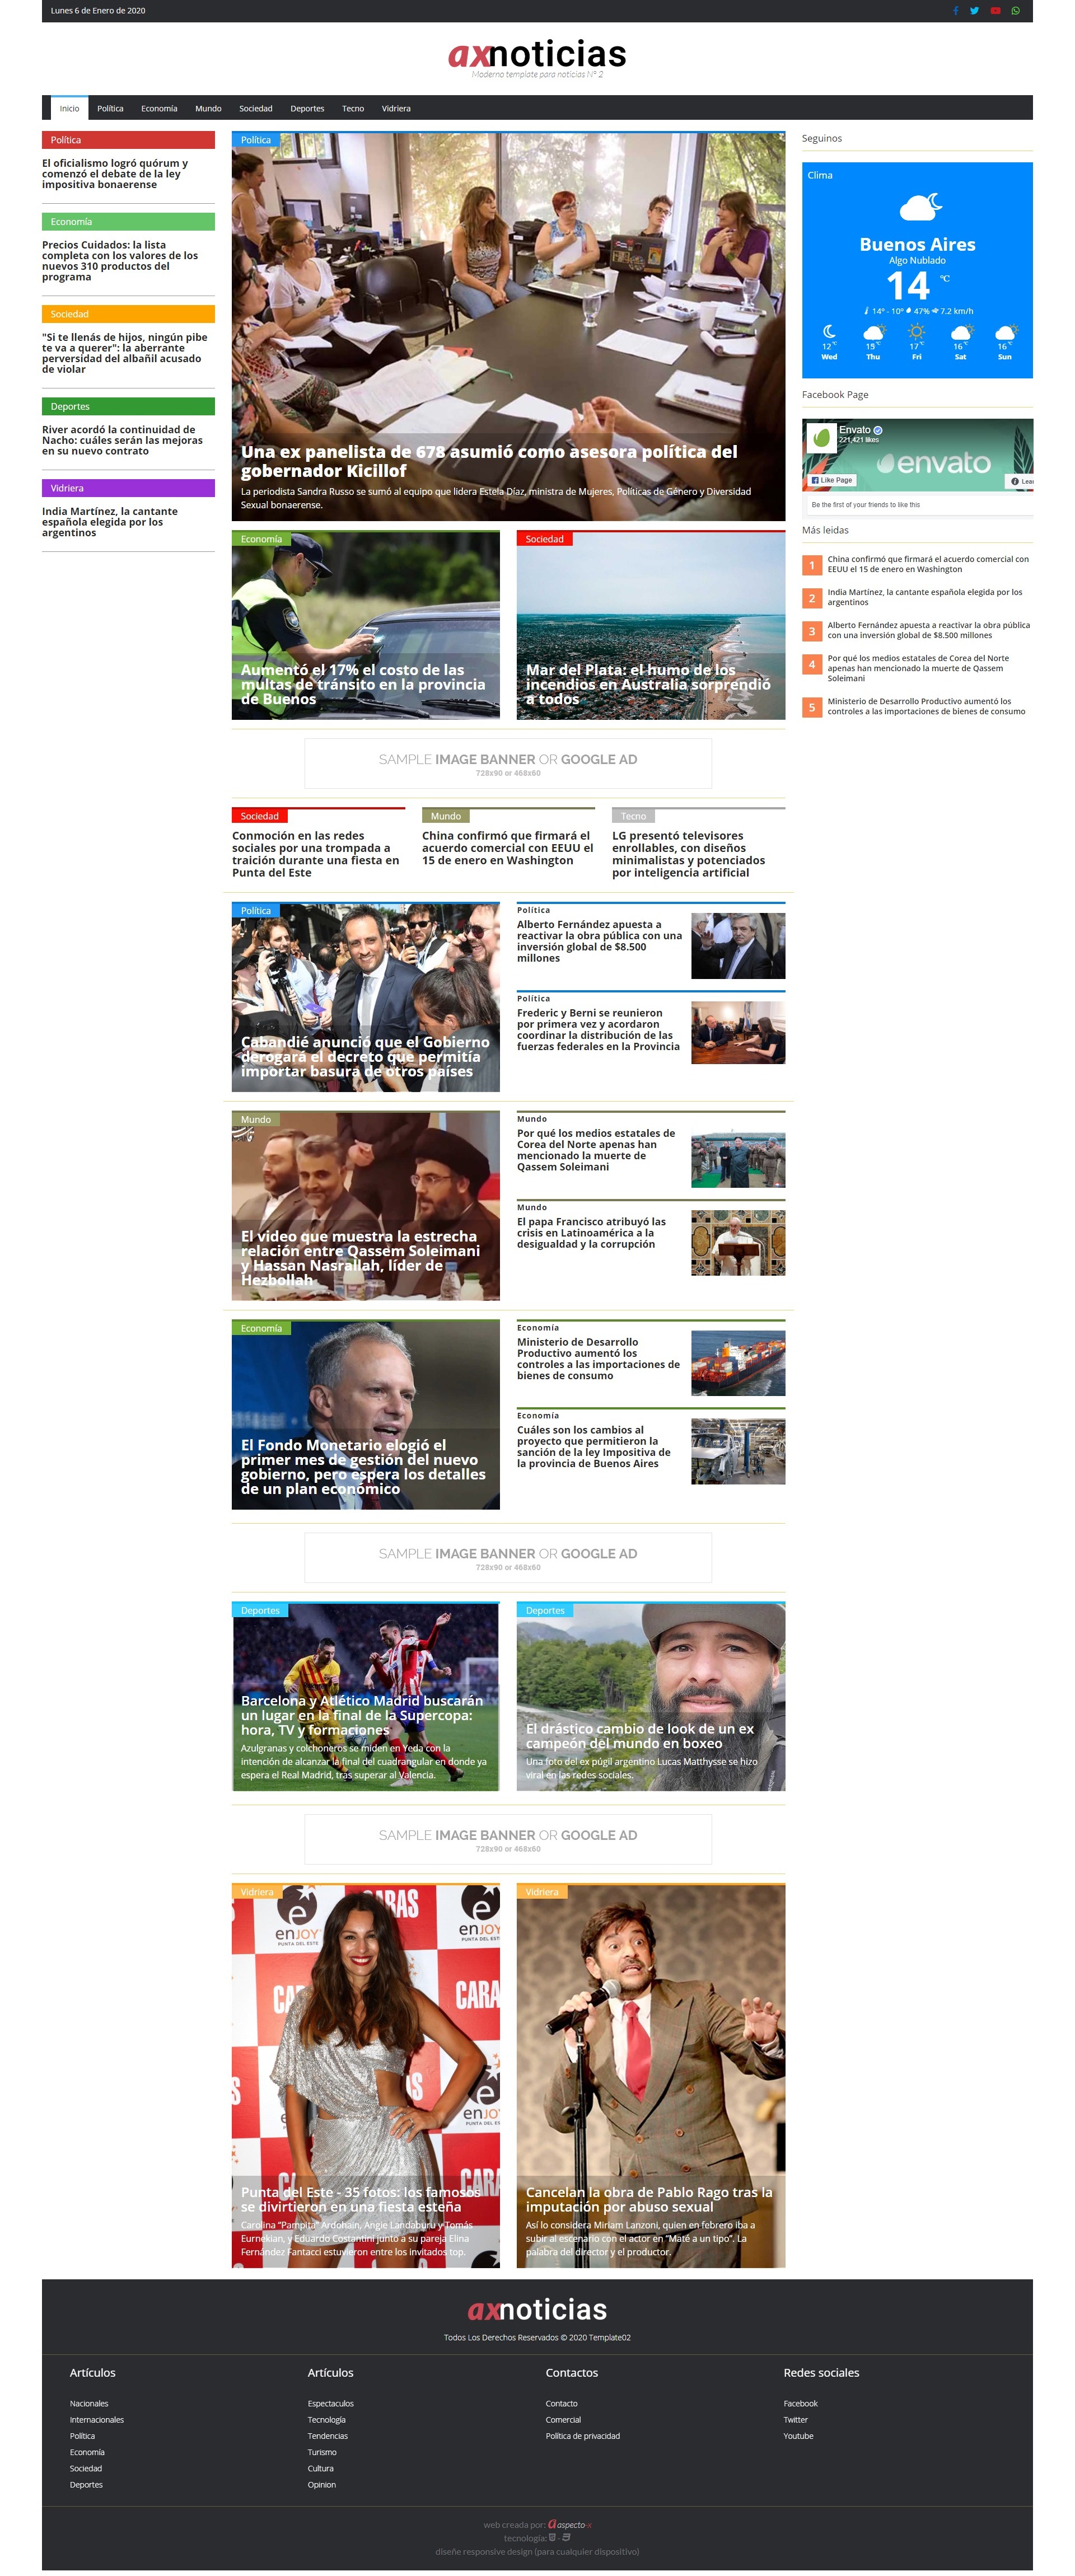 Lunes 6 de Enero de 2020
axnoticias
Moderno template para noticias Nº 2
Inicio Política Economía Mundo Sociedad Deportes Tecno Vidriera
Política
El oficialismo logró quórum y
comenzó el debate de la ley
impositiva bonaerense
Economía
Precios Cuidados: la lista
completa con los valores de los
nuevos 310 productos del
programa
Sociedad
"Si te llenás de hijos, ningún pibe
te va a querer": la aberrante
perversidad del albañil acusado
de violar
Deportes
River acordó la continuidad de
Nacho: cuáles serán las mejoras
en su nuevo contrato
Vidriera
India Martínez, la cantante
española elegida por los
argentinos
Política
Una ex panelista de 678 asumió como asesora política del
gobernador Kicillof
La periodista Sandra Russo se sumó al equipo que lidera Estela Díaz, ministra de Mujeres, Políticas de Género y Diversidad
Sexual bonaerense.
Economía
Aumentó el 17% el costo de las
multas de tránsito en la provincia
de Buenos
Sociedad
Mar del Plata: el humo de los
incendios en Australia sorprendió
a todos
Seguinos
Clima
Buenos Aires
Algo Nublado
14 ℃
14º - 10º 47% 7.2 km/h
12℃ 15℃ 17℃ 16℃ 16℃
Wed Thu Fri Sat Sun
Facebook Page
Envato
221,421 likes
envato
Like Page
Lear
Be the first of your friends to like this
Más leidas
1
China confirmó que firmará el acuerdo comercial con
EEUU el 15 de enero en Washington
2
India Martínez, la cantante española elegida por los
argentinos
3
Alberto Fernández apuesta a reactivar la obra pública
con una inversión global de $8.500 millones
4
Por qué los medios estatales de Corea del Norte
apenas han mencionado la muerte de Qassem
Soleimani
5
Ministerio de Desarrollo Productivo aumentó los
controles a las importaciones de bienes de consumo
SAMPLE IMAGE BANNER OR GOOGLE AD
728x90 or 468x60
Sociedad
Conmoción en las redes
sociales por una trompada a
traición durante una fiesta en
Punta del Este
Mundo
China confirmó que firmará el
acuerdo comercial con EEUU el
15 de enero en Washington
Tecno
LG presentó televisores
enrollables, con diseños
minimalistas y potenciados
por inteligencia artificial
Política
Cabandié anunció que el Gobierno
derogará el decreto que permitía
importar basura de otros países
Política
Alberto Fernández apuesta a
reactivar la obra pública con una
inversión global de $8.500
millones
Política
Frederic y Berni se reunieron
por primera vez y acordaron
coordinar la distribución de las
fuerzas federales en la Provincia
Mundo
El video que muestra la estrecha
relación entre Qassem Soleimani
y Hassan Nasrallah, líder de
Hezbollah
Mundo
Por qué los medios estatales de
Corea del Norte apenas han
mencionado la muerte de
Qassem Soleimani
Mundo
El papa Francisco atribuyó las
crisis en Latinoamérica a la
desigualdad y la corrupción
Economía
El Fondo Monetario elogió el
primer mes de gestión del nuevo
gobierno, pero espera los detalles
de un plan económico
Economía
Ministerio de Desarrollo
Productivo aumentó los
controles a las importaciones de
bienes de consumo
Economía
Cuáles son los cambios al
proyecto que permitieron la
sanción de la ley Impositiva de
la provincia de Buenos Aires
SAMPLE IMAGE BANNER OR GOOGLE AD
728x90 or 468x60
Deportes
Barcelona y Atlético Madrid buscarán
un lugar en la final de la Supercopa:
hora, TV y formaciones
Azulgranas y colchoneros se miden en Yeda con la
intención de alcanzar la final del cuadrangular en donde ya
espera el Real Madrid, tras superar al Valencia.
Deportes
El drástico cambio de look de un ex
campeón del mundo en boxeo
Una foto del ex púgil argentino Lucas Matthysse se hizo
viral en las redes sociales.
SAMPLE IMAGE BANNER OR GOOGLE AD
728x90 or 468x60
Vidriera
CARAS
enJOY
PUNTA DEL ESTE
Punta del Este - 35 fotos: los famosos
se divirtieron en una fiesta esteña
Carolina "Pampita" Ardohain, Angie Landaburu y Tomás
Eurnekian, y Eduardo Costantini junto a su pareja Elina
Fernández Fantacci estuvieron entre los invitados top.
Vidriera
Cancelan la obra de Pablo Rago tras la
imputación por abuso sexual
Así lo considera Miriam Lanzoni, quien en febrero iba a
subir al escenario con el actor en "Maté a un tipo". La
palabra del director y el productor.
axnoticias
Todos Los Derechos Reservados © 2020 Template02
Artículos
Nacionales
Internacionales
Política
Economía
Sociedad
Deportes
Artículos
Espectaculos
Tecnología
Tendencias
Turismo
Cultura
Opinion
Contactos
Contacto
Comercial
Política de privacidad
Redes sociales
Facebook
Twitter
Youtube
web creada por: a aspecto-x
tecnología: -
diseñe responsive design (para cualquier dispositivo)